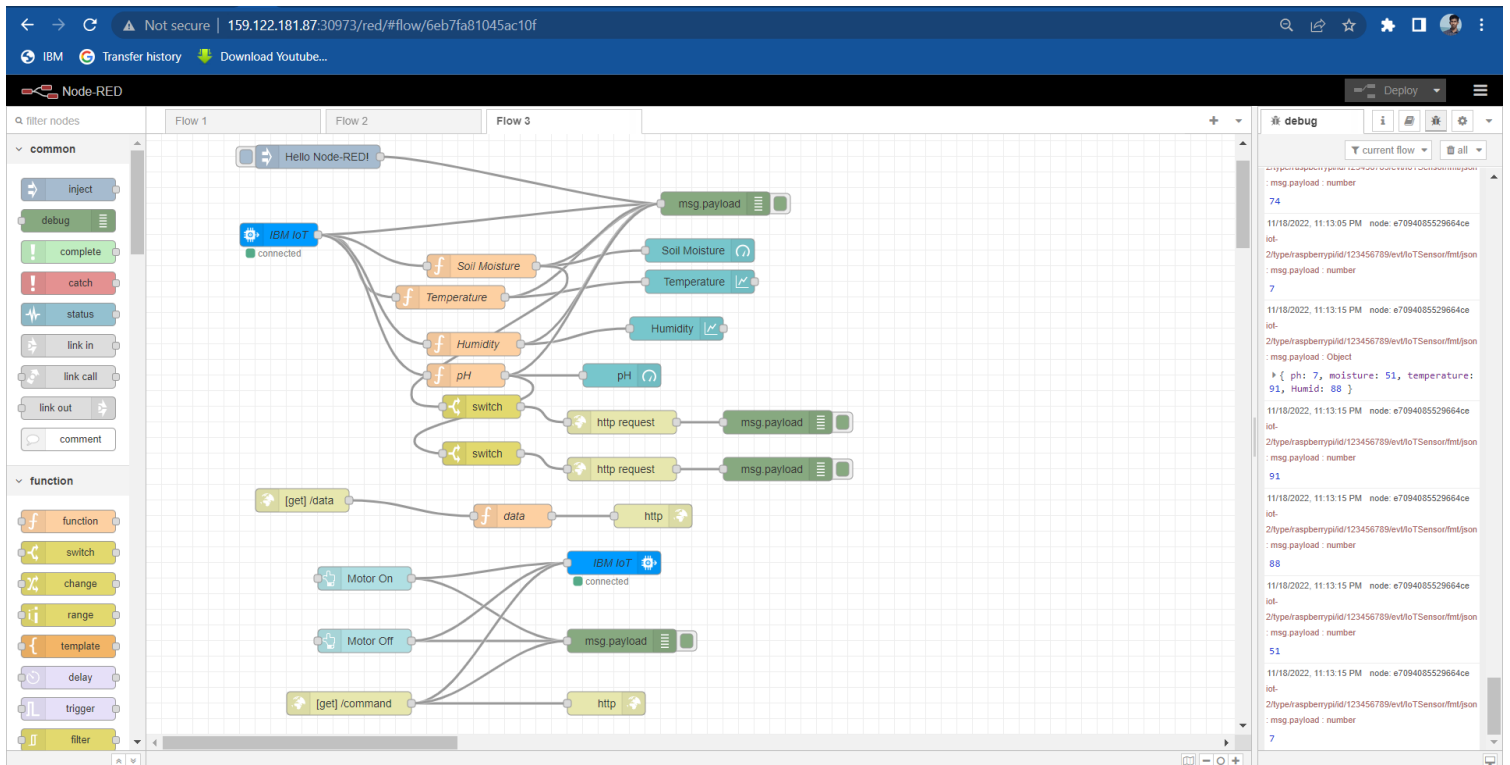 Not secure | 159.122.181.87:30973/red/#flow/6eb7fa81045ac10f
IBM Transfer history Download Youtube...
Node-RED
Deploy
filter nodes
common
inject
debug
complete
catch
status
link in
link call
link out
comment
function
function
switch
change
range
template
delay
trigger
filter
Flow 1 Flow 2 Flow 3
Hello Node-RED!
msg.payload
IBM IoT
connected
Soil Moisture
Soil Moisture
Temperature
Temperature
Humidity
Humidity
pH
pH
switch
http request
msg.payload
switch
http request
msg.payload
[get] /data
data
http
IBM IoT
connected
Motor On
Motor Off
msg.payload
[get] /command
http
debug
i
current flow all
2/type/raspberrypi/id/123456789/evt/IoTSensor/fmt/json
: msg.payload : number
74
11/18/2022, 11:13:05 PM node: e7094085529664ce
iot-
2/type/raspberrypi/id/123456789/evt/IoTSensor/fmt/json
: msg.payload : number
7
11/18/2022, 11:13:15 PM node: e7094085529664ce
iot-
2/type/raspberrypi/id/123456789/evt/IoTSensor/fmt/json
: msg.payload : Object
{ ph: 7, moisture: 51, temperature:
91, Humid: 88 }
11/18/2022, 11:13:15 PM node: e7094085529664ce
iot-
2/type/raspberrypi/id/123456789/evt/IoTSensor/fmt/json
: msg.payload : number
91
11/18/2022, 11:13:15 PM node: e7094085529664ce
iot-
2/type/raspberrypi/id/123456789/evt/IoTSensor/fmt/json
: msg.payload : number
88
11/18/2022, 11:13:15 PM node: e7094085529664ce
iot-
2/type/raspberrypi/id/123456789/evt/IoTSensor/fmt/json
: msg.payload : number
51
11/18/2022, 11:13:15 PM node: e7094085529664ce
iot-
2/type/raspberrypi/id/123456789/evt/IoTSensor/fmt/json
: msg.payload : number
7